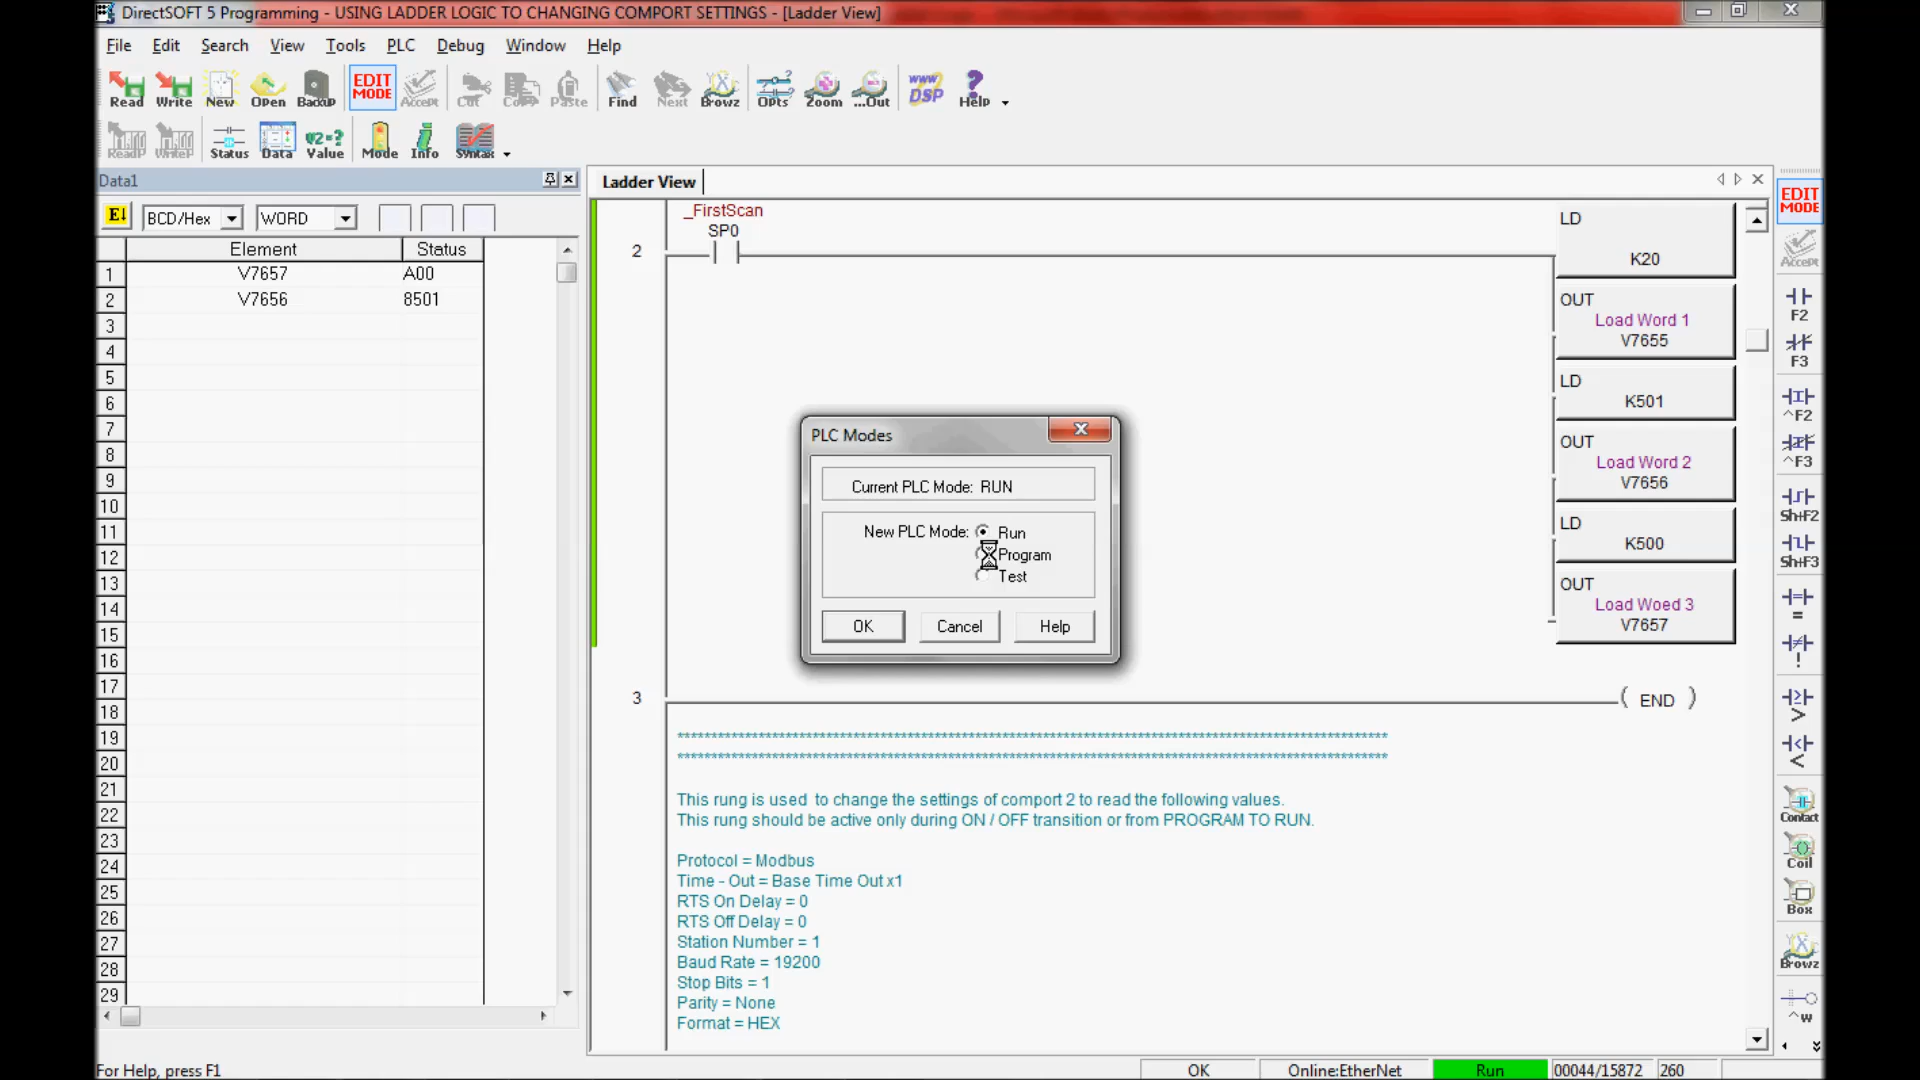 DirectSOFT 5 Programming - USING LADDER LOGIC TO CHANGING COMPORT SETTINGS - [Ladder View]
File Edit Search View Tools PLC Debug Window Help
Read Write New Open Backup EDIT MODE Accept Cut Copy Paste Find Next Browz Opts Zoom ...Out WWW DSP Help
ReadP WriteP Status Data V2=? Value Mode Info Syntax
Data1
BCD/Hex WORD
Element Status
1 V7657 A00
2 V7656 8501
3
4
5
6
7
8
9
10
11
12
13
14
15
16
17
18
19
20
21
22
23
24
25
26
27
28
29
Ladder View
_FirstScan
SP0
2
LD
K20
OUT
Load Word 1
V7655
LD
K501
OUT
Load Word 2
V7656
LD
K500
OUT
Load Woed 3
V7657
3
( END )
This rung is used to change the settings of comport 2 to read the following values.
This rung should be active only during ON / OFF transition or from PROGRAM TO RUN.
Protocol = Modbus
Time - Out = Base Time Out x1
RTS On Delay = 0
RTS Off Delay = 0
Station Number = 1
Baud Rate = 19200
Stop Bits = 1
Parity = None
Format = HEX
PLC Modes
Current PLC Mode: RUN
New PLC Mode: Run
Program
Test
OK Cancel Help
EDIT MODE
Accept
F2
F3
^F2
^F3
Sh+F2
Sh+F3
=
!
>
<
Contact
Coil
Box
Browz
^W
For Help, press F1
OK Online:EtherNet Run 00044/15872 260